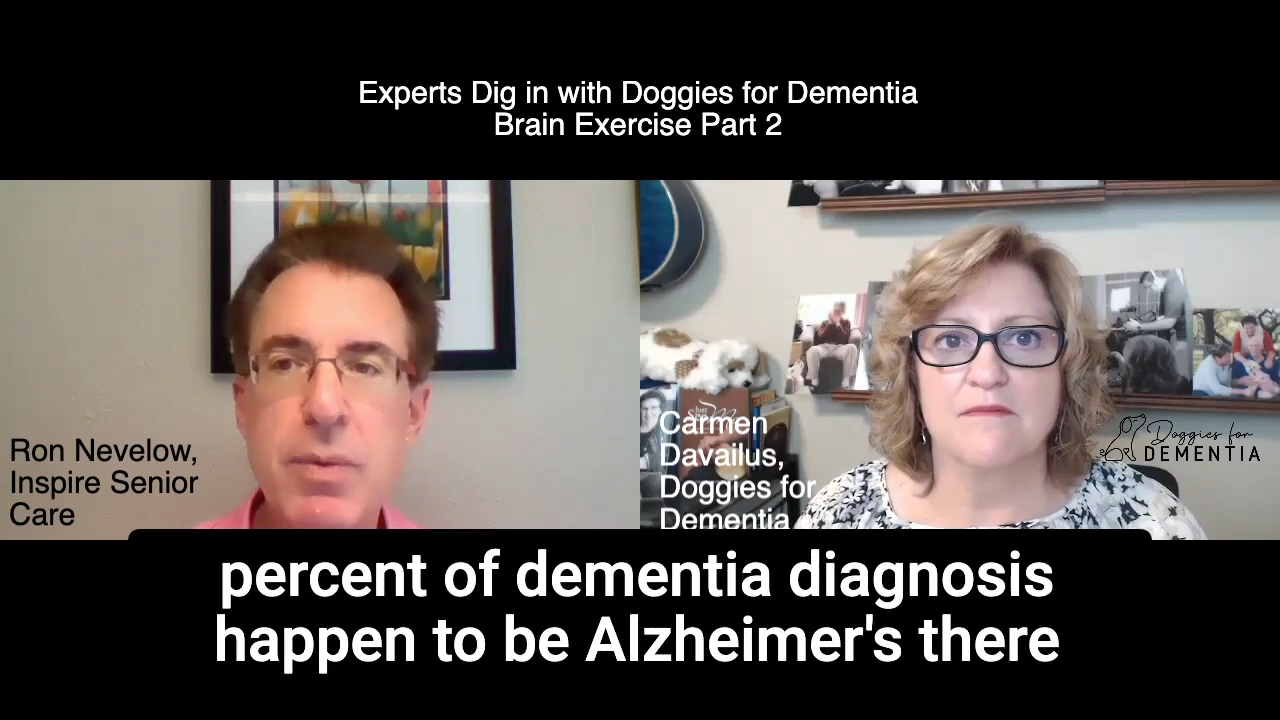 Experts Dig in with Doggies for Dementia
Brain Exercise Part 2
Ron Nevelow,
Inspire Senior
Care
Carmen
Davailus,
Doggies for
Dementia
Doggies for
DEMENTIA
percent of dementia diagnosis
happen to be Alzheimer's there